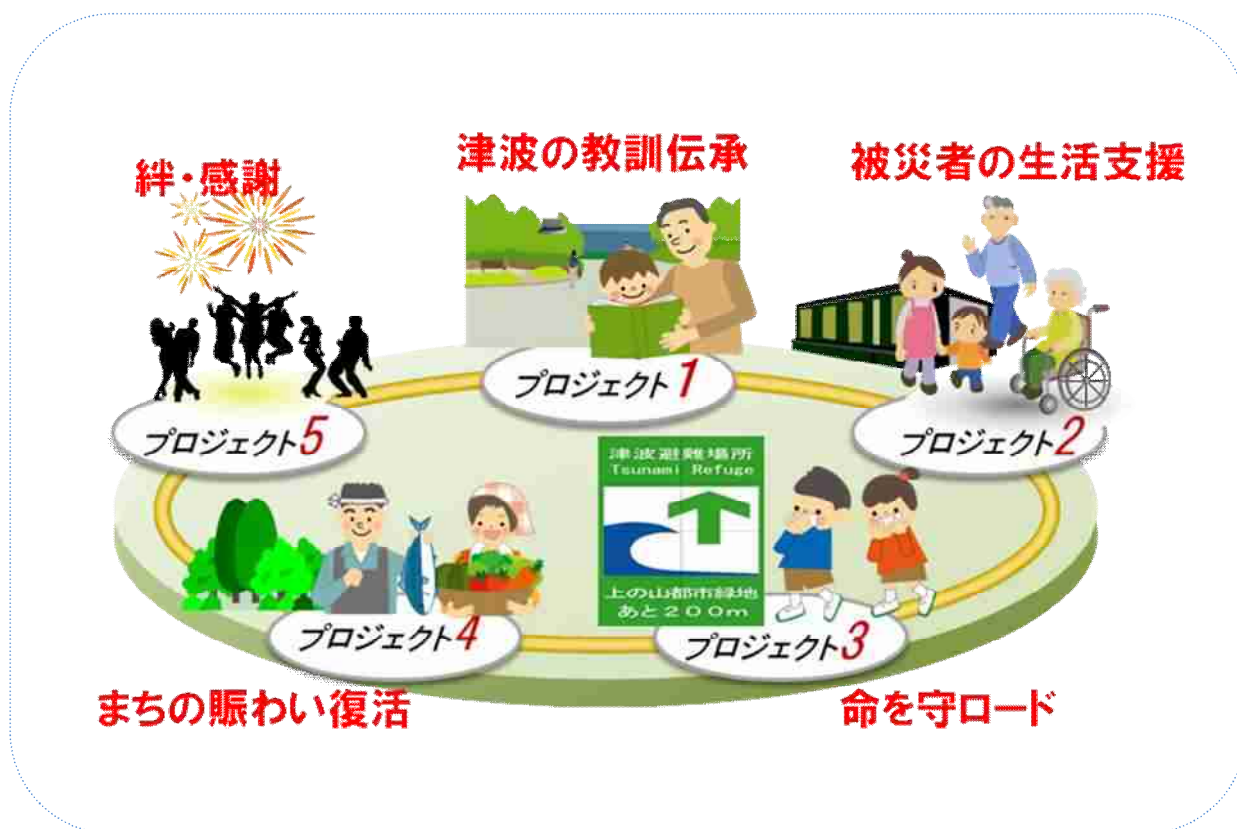 津波の教訓伝承
被災者の生活支援
絆・感謝
プロジェクト1
プロジェクト2
プロジェクト5
津波避難場所
Tsunami Refuge
上の山都市緑地
あと200m
プロジェクト4
プロジェクト3
まちの賑わい復活
命を守ロード